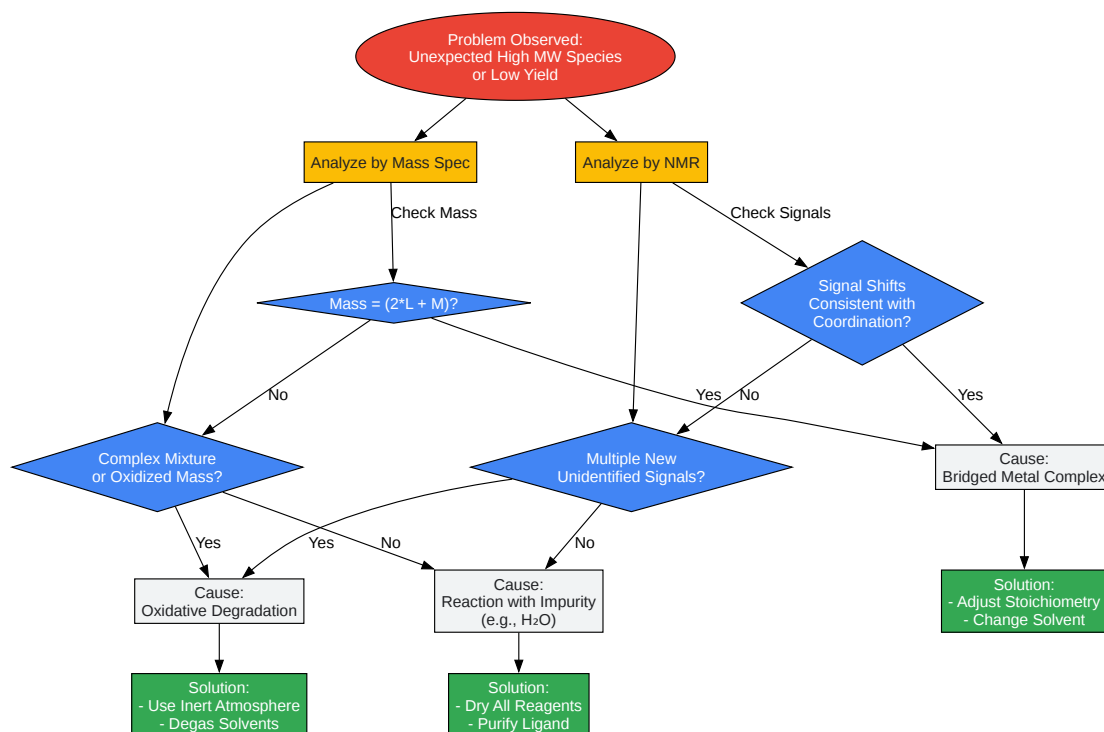 Problem Observed:
Unexpected High MW Species
or Low Yield
Analyze by Mass Spec
Analyze by NMR
Check Mass
Check Signals
Mass = (2*L + M)?
Signal Shifts
Consistent with
Coordination?
No
Yes
No
Yes
Complex Mixture
or Oxidized Mass?
Multiple New
Unidentified Signals?
Cause:
Bridged Metal Complex
Yes
No
Yes
No
Cause:
Oxidative Degradation
Cause:
Reaction with Impurity
(e.g., H₂O)
Solution:
- Adjust Stoichiometry
- Change Solvent
Solution:
- Use Inert Atmosphere
- Degas Solvents
Solution:
- Dry All Reagents
- Purify Ligand